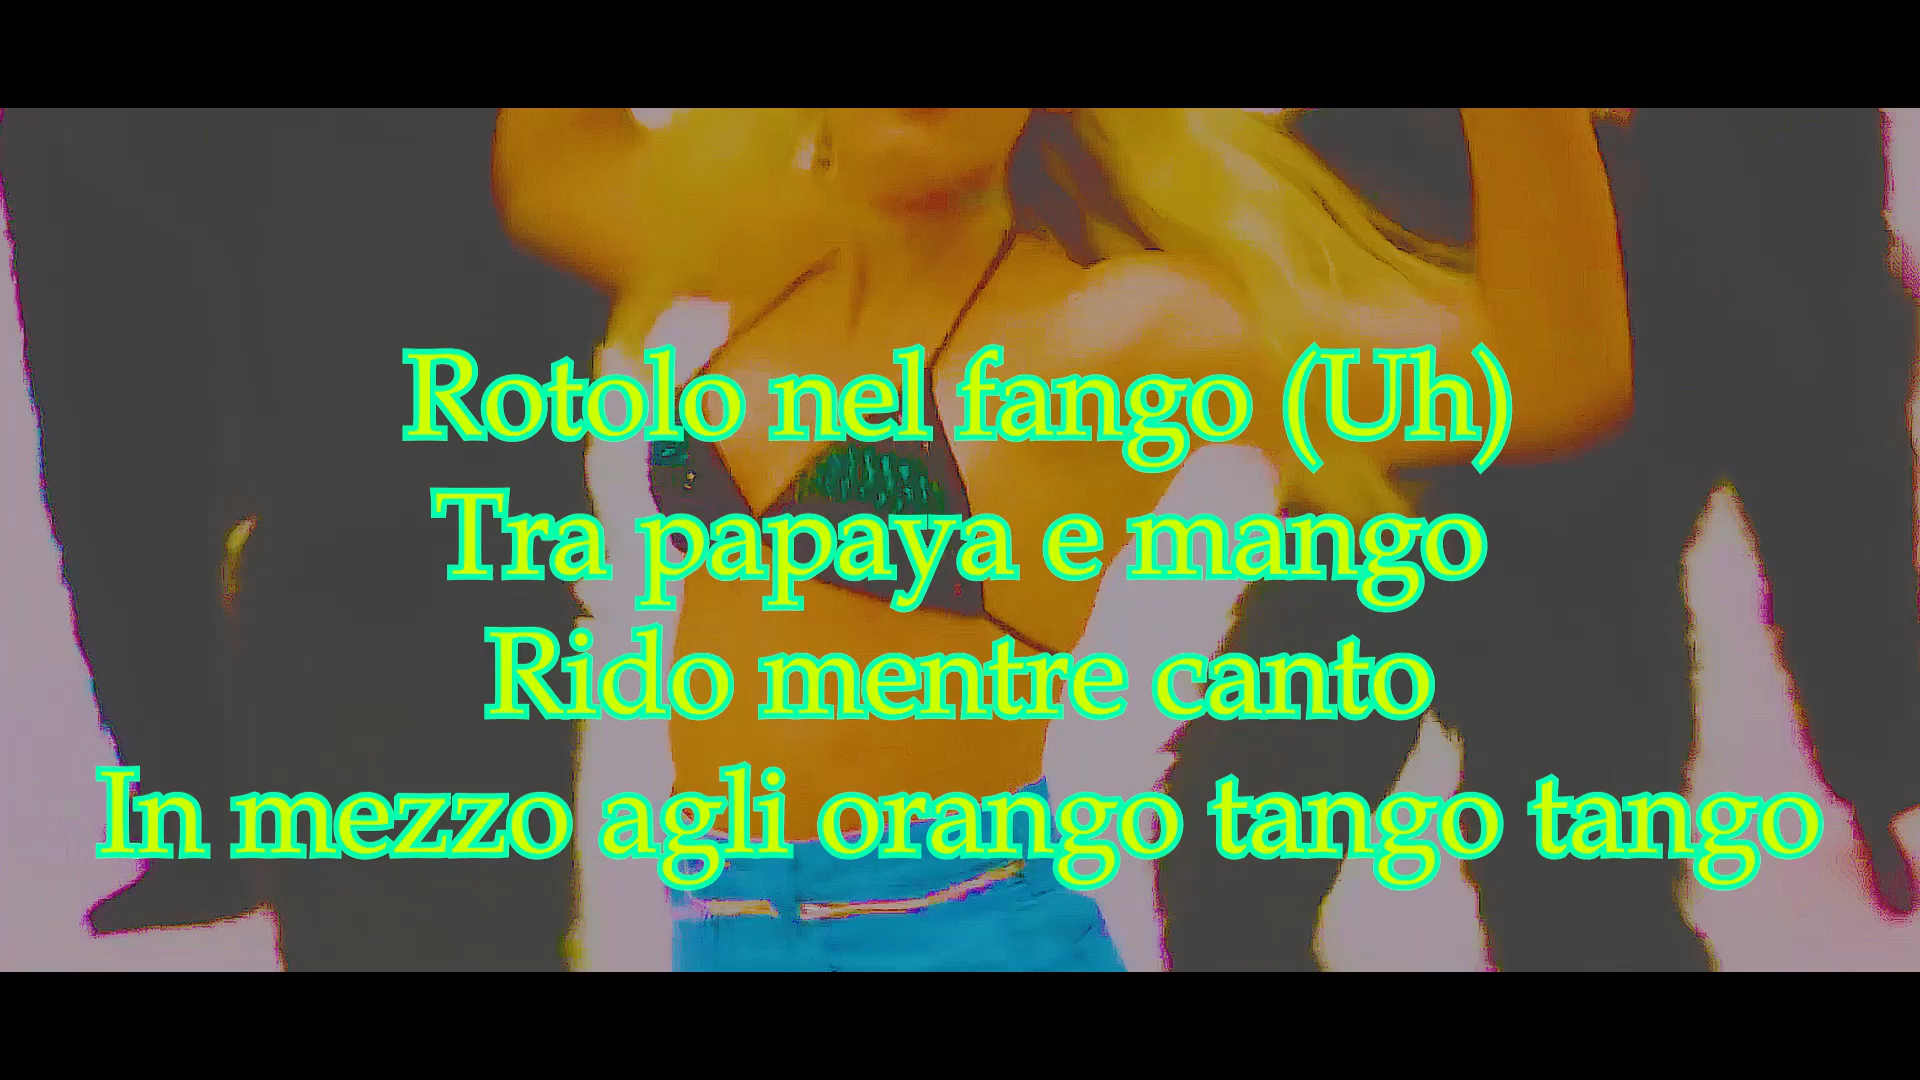 Rotolo nel fango (Uh)
Tra papaya e mango
Rido mentre canto
In mezzo agli orango tango tango